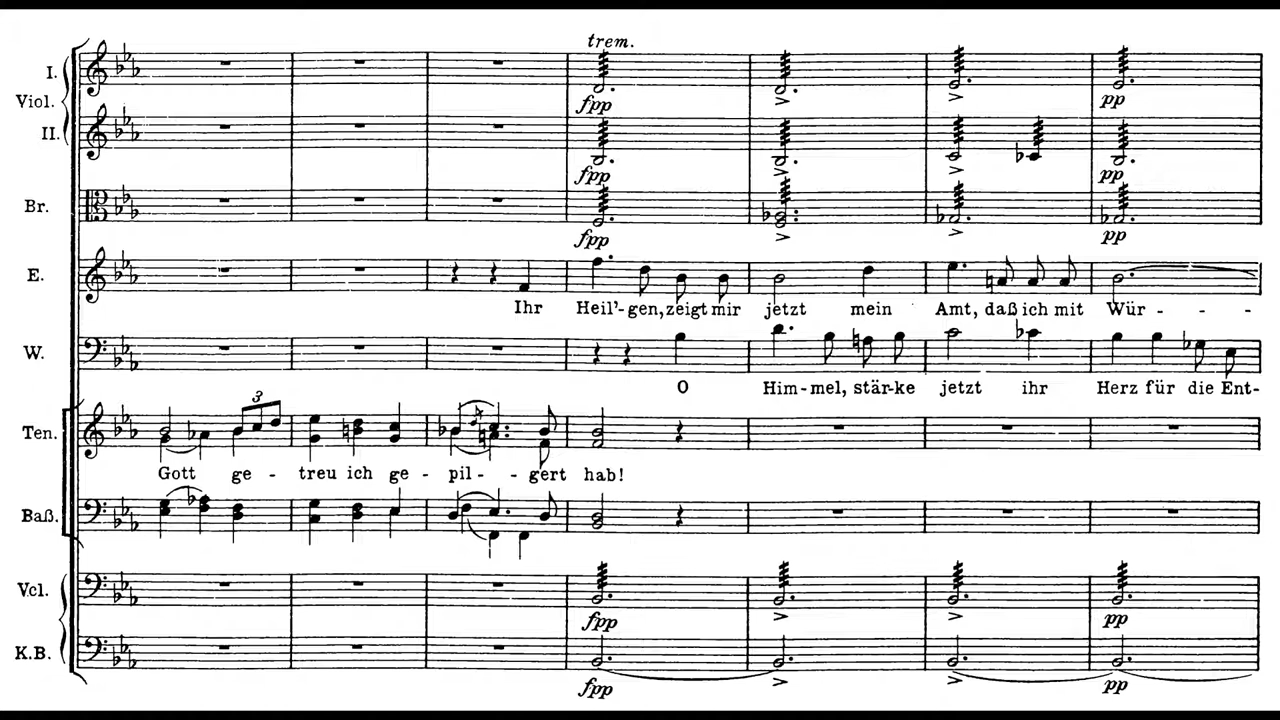 trem.
I.
Viol.
fpp
pp
II.
fpp
pp
Br.
fpp
pp
E.
Ihr Heil'-gen, zeigt mir jetzt mein Amt, daß ich mit Wür - - -
W.
O Him-mel, stär-ke jetzt ihr Herz für die Ent-
3
Ten.
Gott ge - treu ich ge - pil - - gert hab!
Baß.
Vcl.
fpp
pp
K.B.
fpp
pp